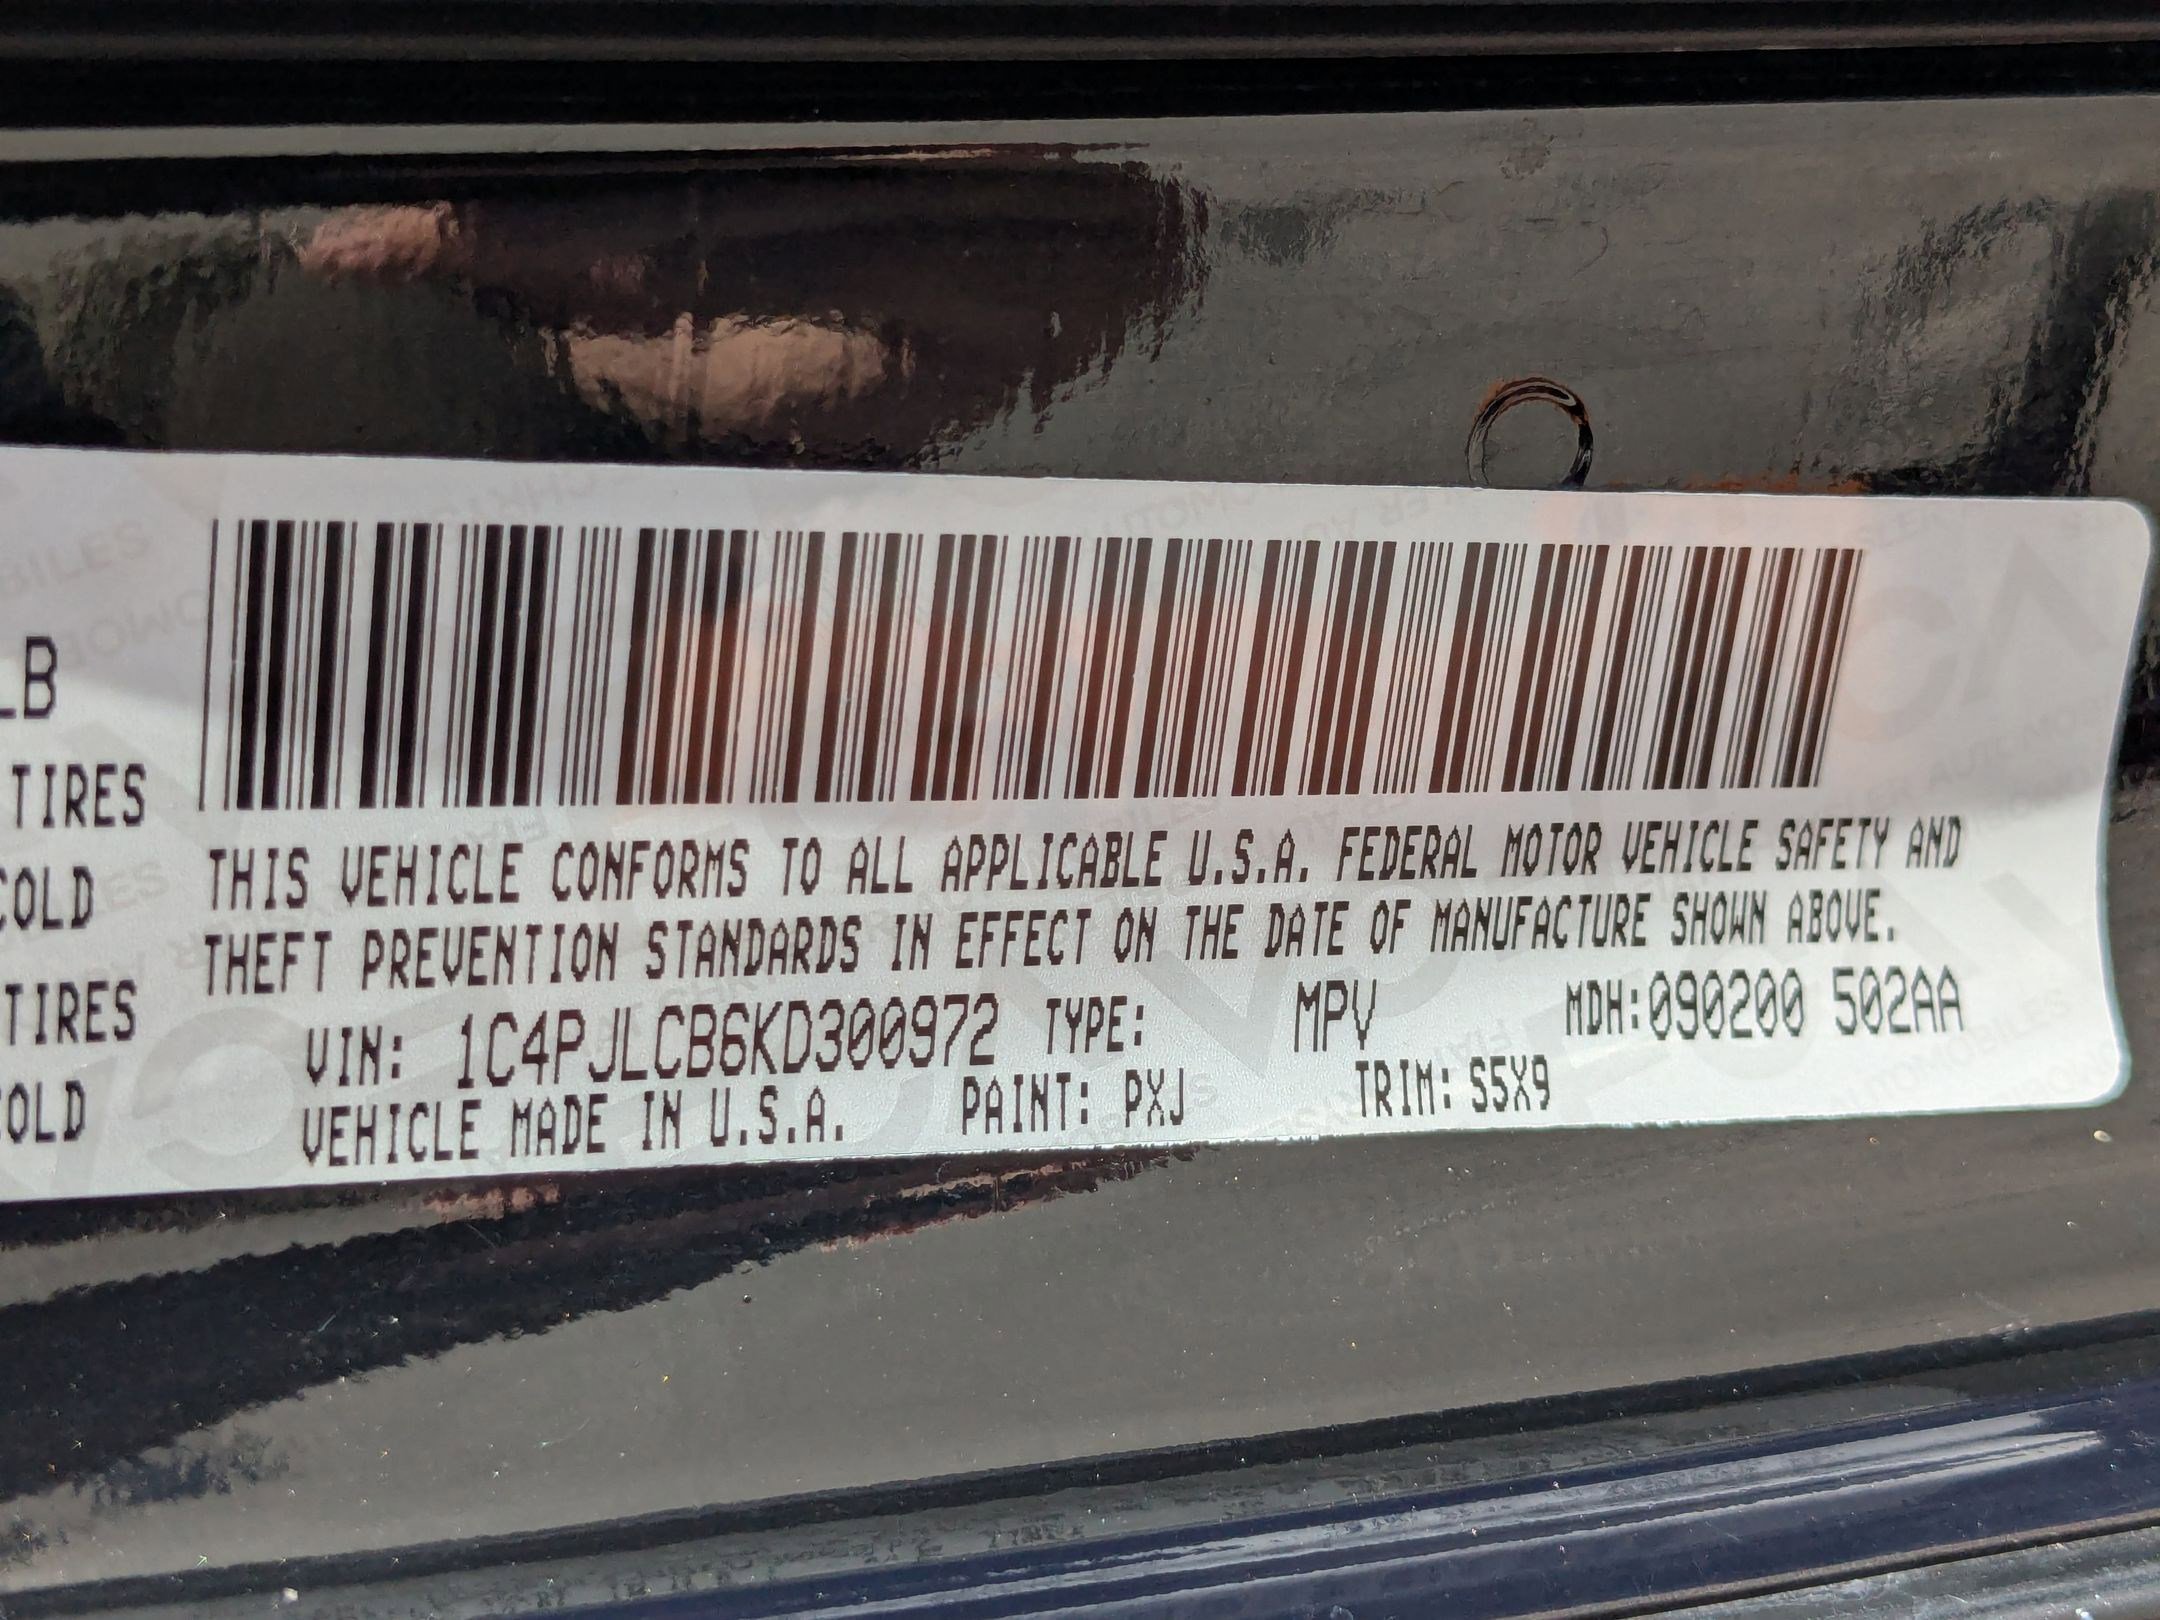 LB
TIRES
COLD
TIRES
COLD
THIS VEHICLE CONFORMS TO ALL APPLICABLE U.S.A. FEDERAL MOTOR VEHICLE SAFETY AND
THEFT PREVENTION STANDARDS IN EFFECT ON THE DATE OF MANUFACTURE SHOWN ABOVE.
VIN: 1C4PJLCB6KD300972 TYPE: MPV MDH:090200 502AA
VEHICLE MADE IN U.S.A. PAINT: PXJ TRIM: S5X9